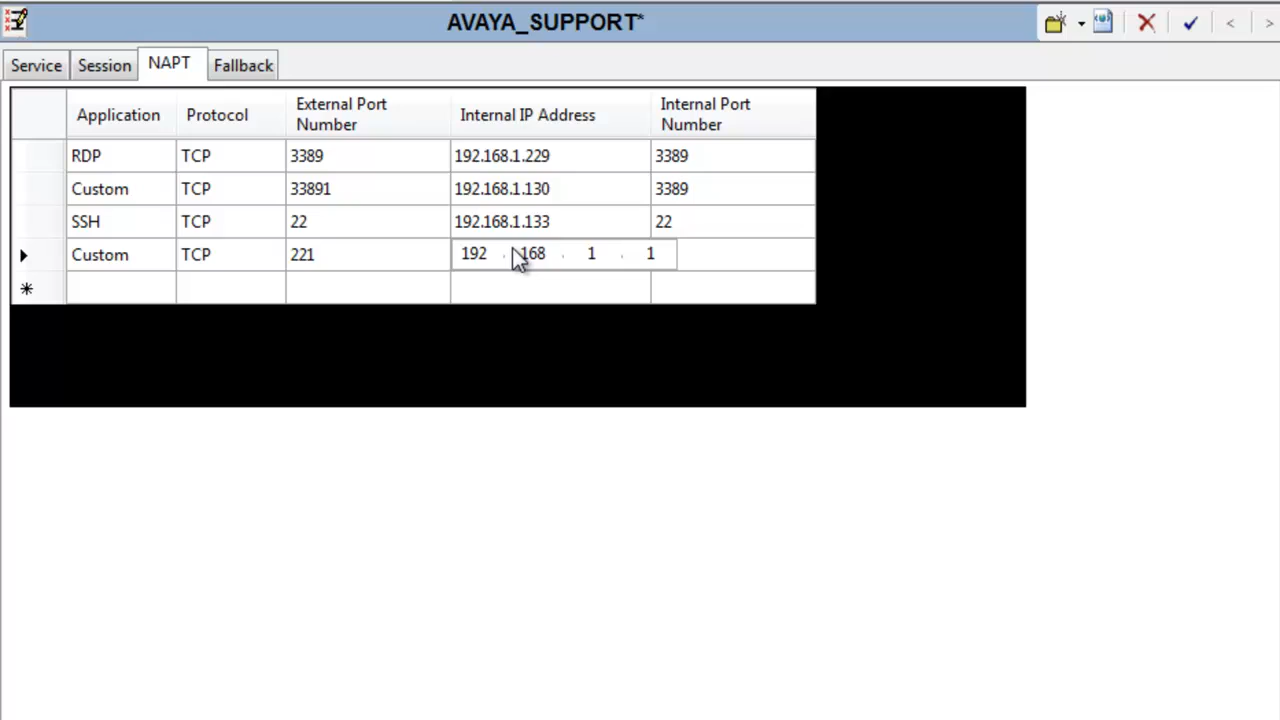 AVAYA_SUPPORT*
< >
Service Session NAPT Fallback
Application Protocol External Port Number Internal IP Address Internal Port Number
RDP TCP 3389 192.168.1.229 3389
Custom TCP 33891 192.168.1.130 3389
SSH TCP 22 192.168.1.133 22
Custom TCP 221 192 . 168 . 1 . 1
*